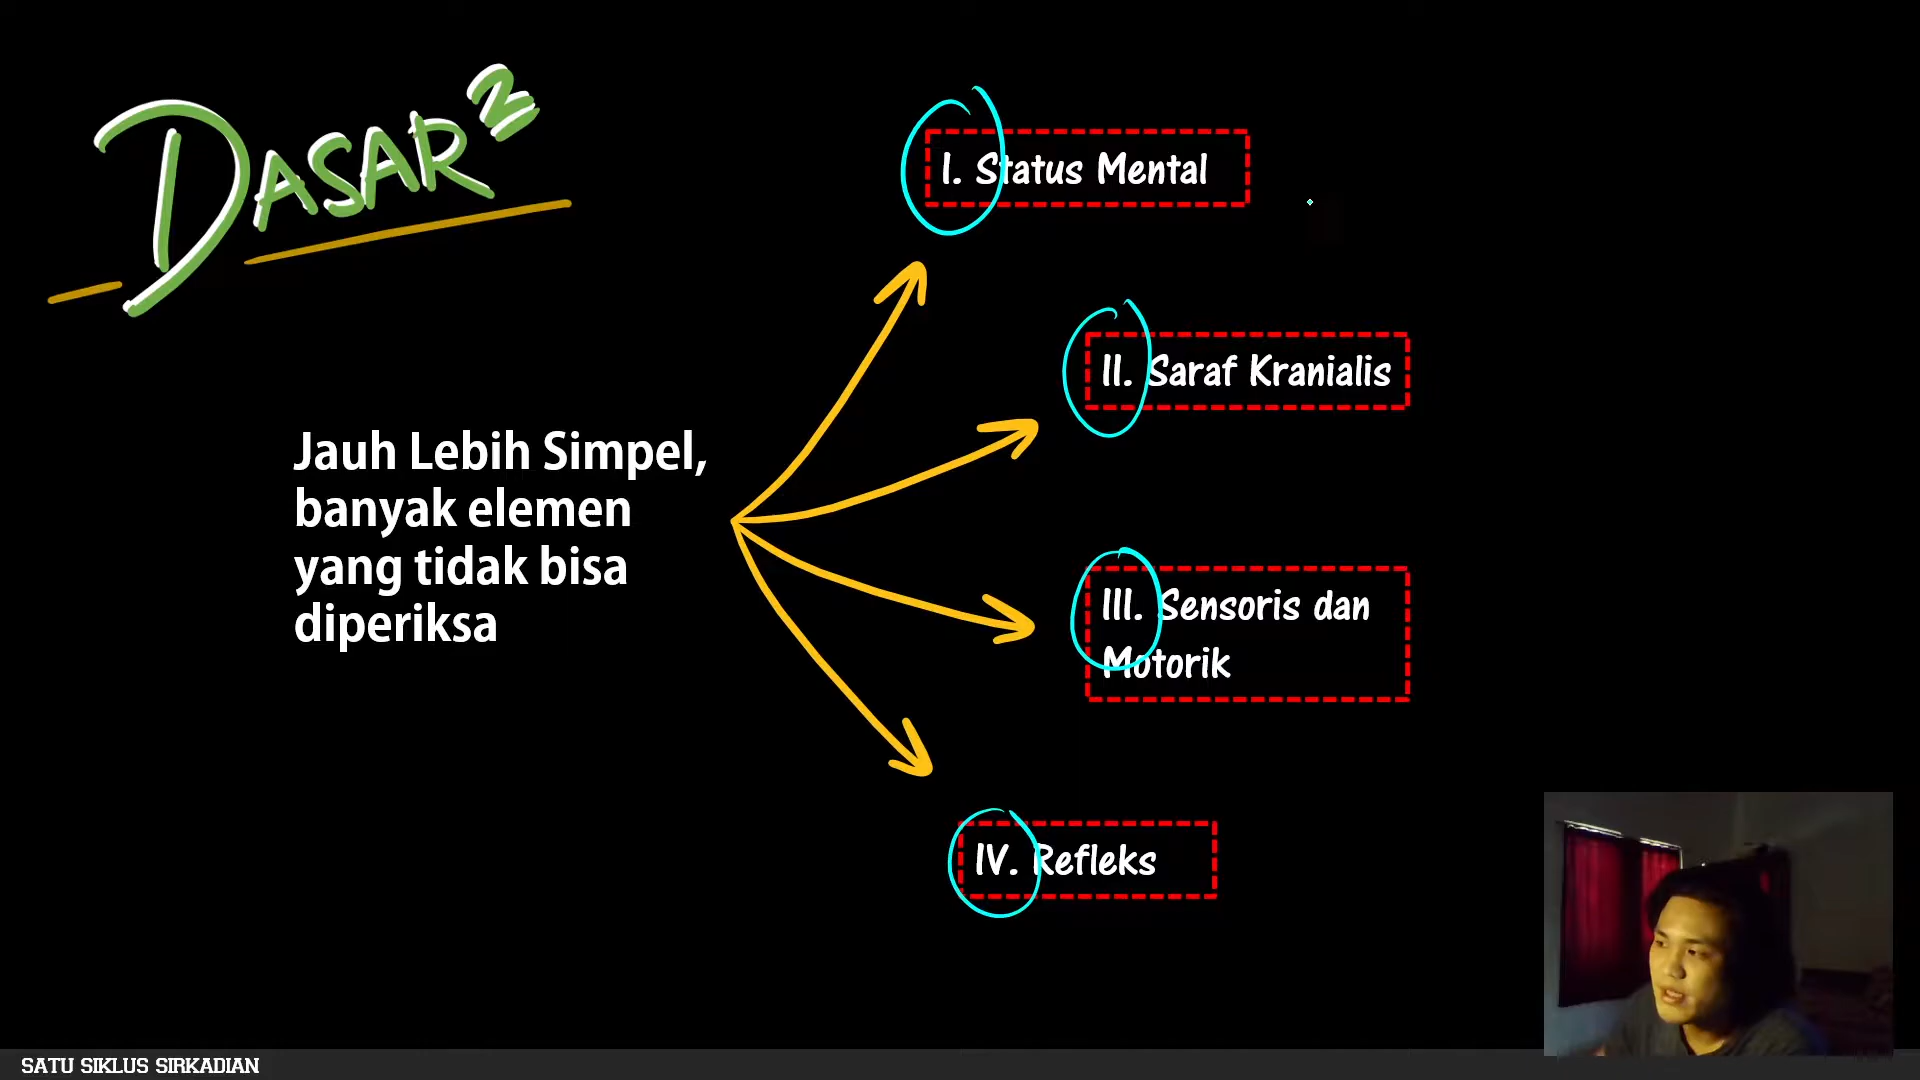 DASAR²
Jauh Lebih Simpel,
banyak elemen
yang tidak bisa
diperiksa
I. Status Mental
II. Saraf Kranialis
III. Sensoris dan
Motorik
IV. Refleks
SATU SIKLUS SIRKADIAN